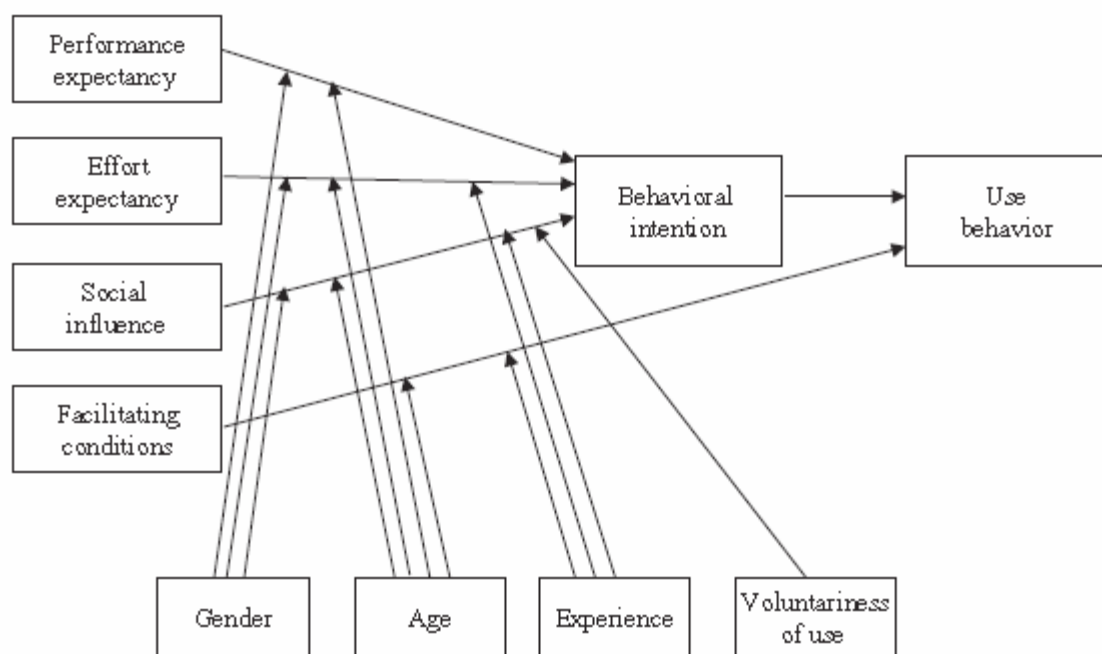 Performance
expectancy
Effort
expectancy
Behavioral
intention
Use
behavior
Social
influence
Facilitating
conditions
Gender
Age
Experience
Voluntariness
of use